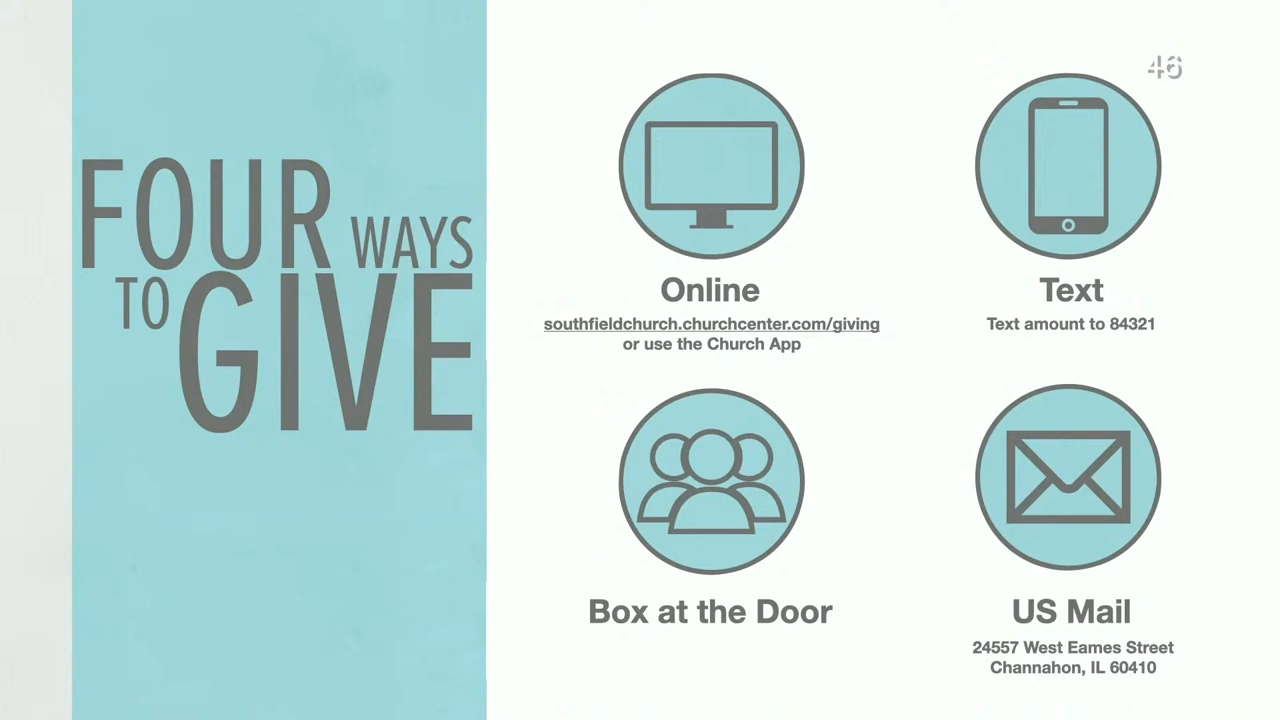 FOUR WAYS
TO GIVE
46
Online
southfieldchurch.churchcenter.com/giving
or use the Church App
Text
Text amount to 84321
Box at the Door
US Mail
24557 West Eames Street
Channahon, IL 60410